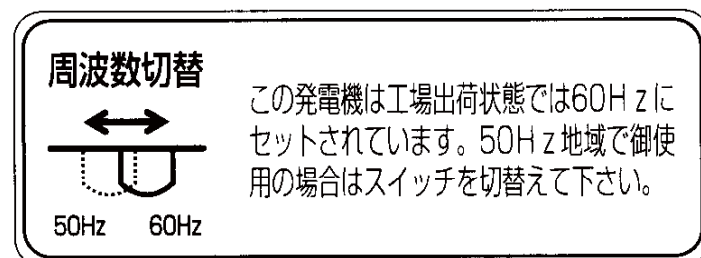 周波数切替
50Hz 60Hz
この発電機は工場出荷状態では60Hzに
セットされています。50Hz地域で御使
用の場合はスイッチを切替えて下さい。